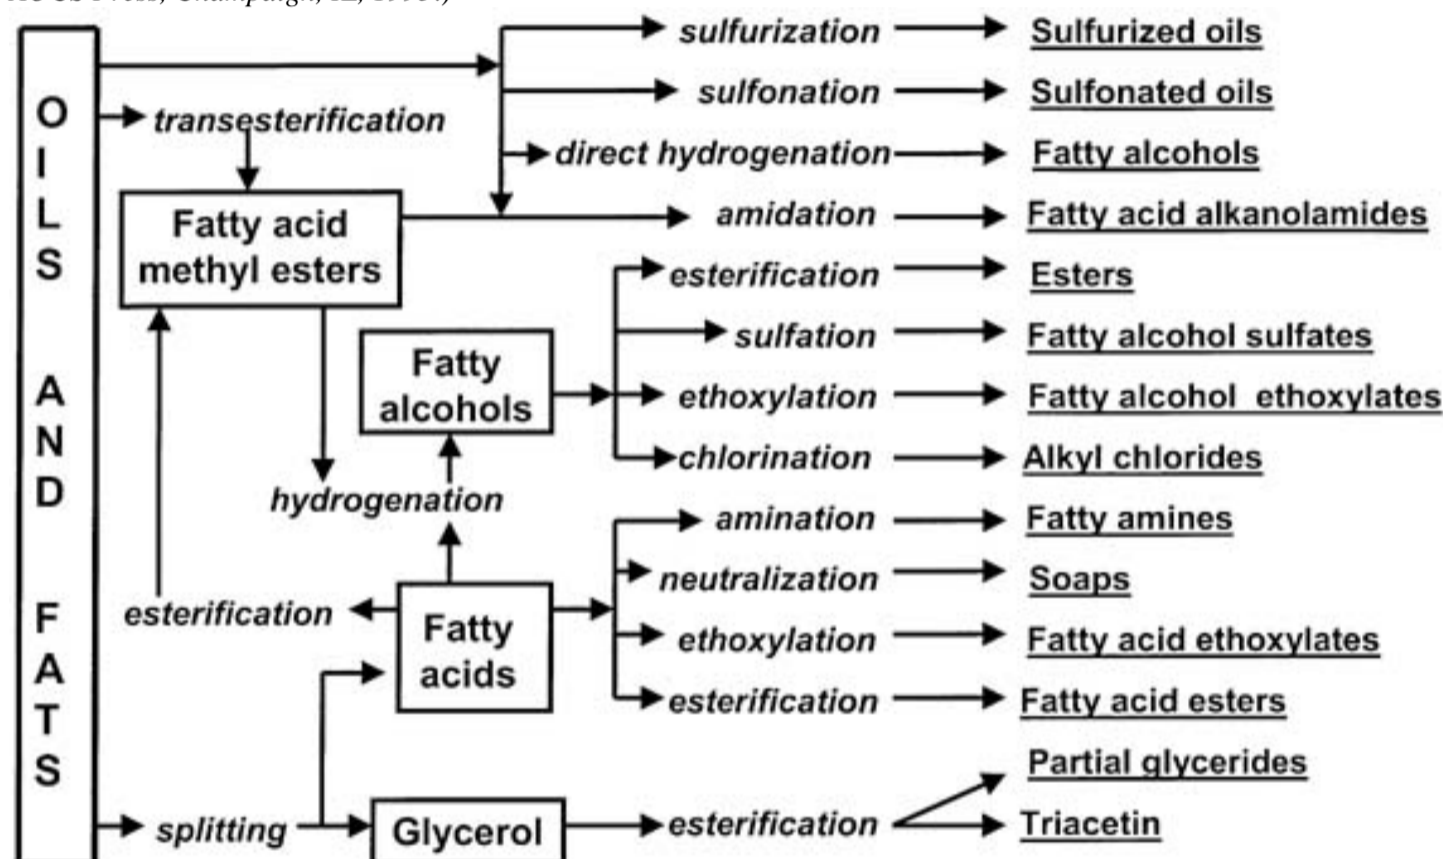 sulfurization
Sulfurized oils
sulfonation
Sulfonated oils
OILS AND FATS
transesterification
direct hydrogenation
Fatty alcohols
Fatty acid
methyl esters
amidation
Fatty acid alkanolamides
esterification
Esters
Fatty
alcohols
sulfation
Fatty alcohol sulfates
ethoxylation
Fatty alcohol ethoxylates
chlorination
Alkyl chlorides
hydrogenation
amination
Fatty amines
neutralization
Soaps
esterification
Fatty
acids
ethoxylation
Fatty acid ethoxylates
esterification
Fatty acid esters
Partial glycerides
splitting
Glycerol
esterification
Triacetin